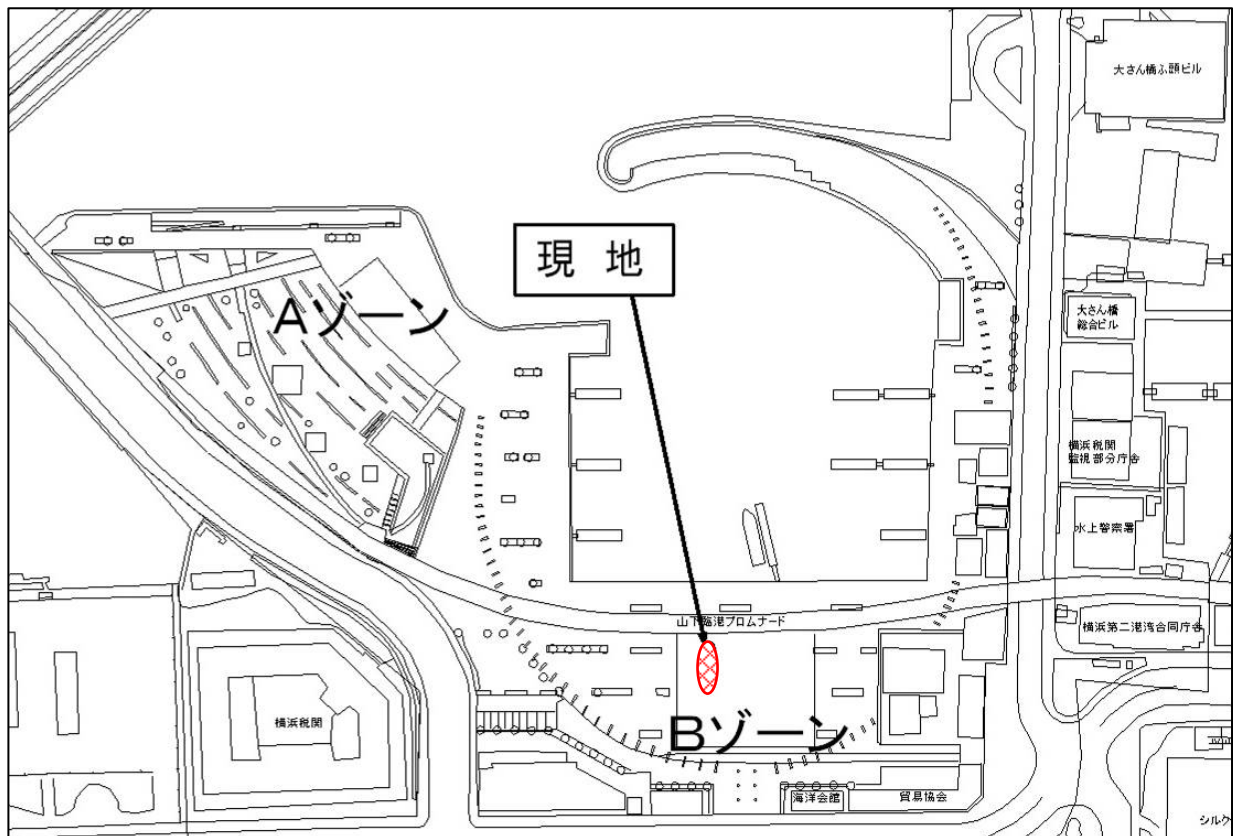 大さん橋ふ頭ビル
現 地
Aゾーン
大さん橋
総合ビル
横浜税関
監視部分庁舎
水上警察署
山下臨港プロムナード
横浜第二港湾合同庁舎
横浜税関
Bゾーン
海洋会館
貿易協会
シルク